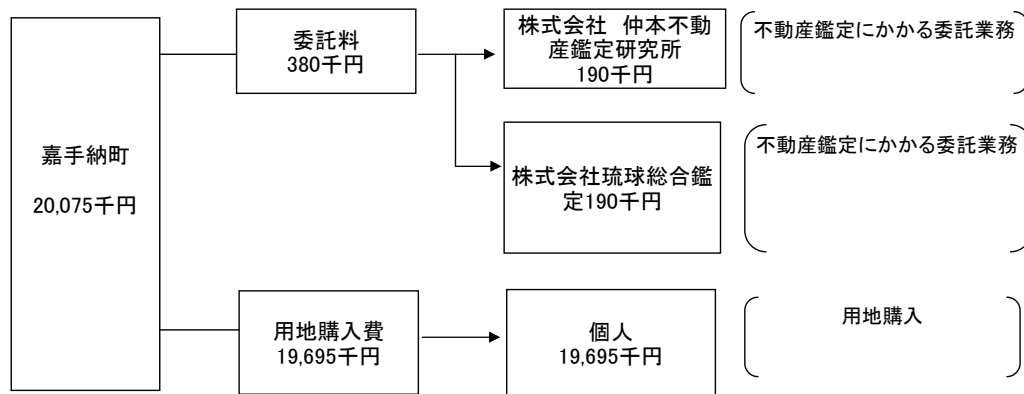 嘉手納町
20,075千円
委託料
380千円
株式会社　仲本不動
産鑑定研究所
190千円
不動産鑑定にかかる委託業務
株式会社琉球総合鑑
定190千円
不動産鑑定にかかる委託業務
用地購入費
19,695千円
個人
19,695千円
用地購入